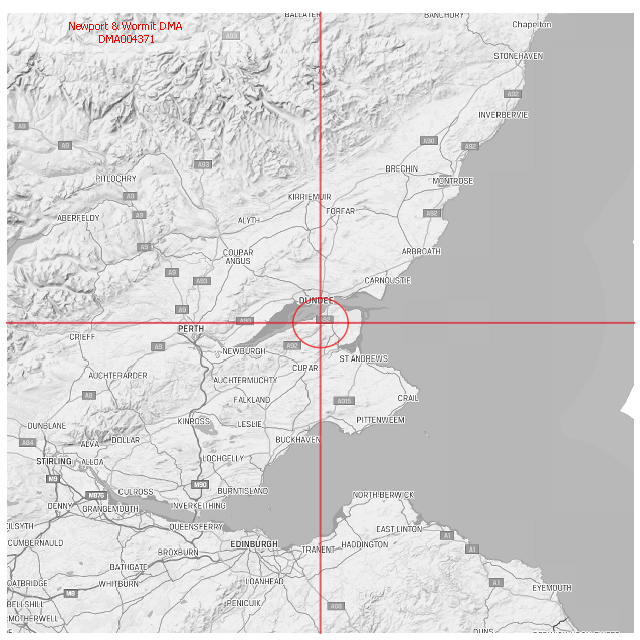 BALLATER
BANCHURY
Newport & Wormit DMA
Chapelton
A93
DMA004371
STONEHAVEN
A92
INVERBERVIE
A9
A90
A9
A92
A93
BRECHIN
PITLOCHRY
MONTROSE
A9
KIRRIEMUIR
ABERFELDY
A9
FORFAR
A92
ALYTH
A9
COUPAR
ANGUS
ARBROATH
A9
A93
CARNOUSTIE
DUNDEE
A9
A90
PERTH
CRIEFF
A9
A92
NEWBURGH
ST ANDREWS
CUPAR
AUCHTERARDER
AUCHTERMUCHTY
A9
FALKLAND
A915
CRAIL
KINROSS
LESLIE
PITTENWEEM
DUNBLANE
A84
ALVA
DOLLAR
BUCKHAVEN
STIRLING
ALLOA
LOCHGELLY
M9
M90
M876
CULROSS
BURNTISLAND
NORTH BERWICK
DENNY
GRANGEMOUTH
INVERKEITHING
CILSYTH
QUEENSFERRY
EAST LINTON
A1
CUMBERNAULD
EDINBURGH
HADDINGTON
BROXBURN
TRANENT
A1
BATHGATE
OATBRIDGE
WHITBURN
LOANHEAD
A1
EYEMOUTH
M8
BELLSHILL
PENICUIK
A68
MOTHERWELL
DUNS